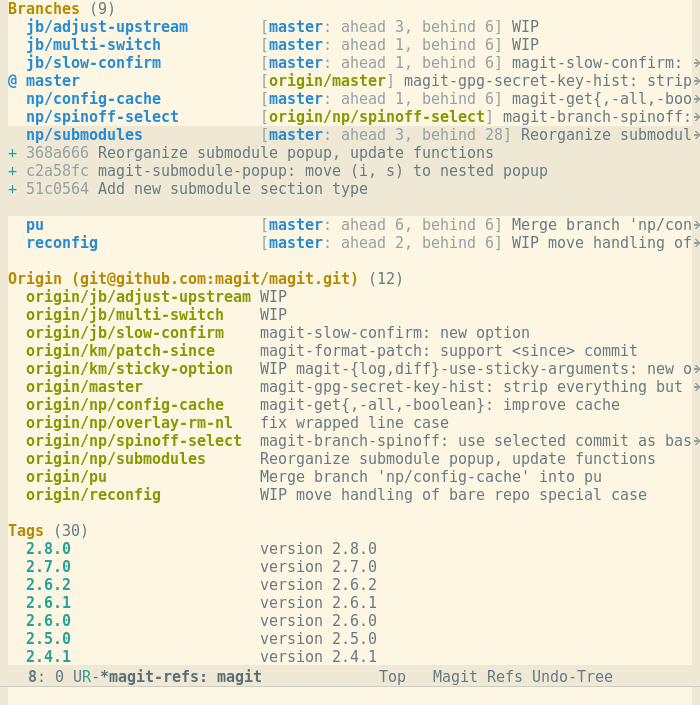 Branches (9)
jb/adjust-upstream [master: ahead 3, behind 6] WIP
jb/multi-switch [master: ahead 1, behind 6] WIP
jb/slow-confirm [master: ahead 1, behind 6] magit-slow-confirm:
@ master [origin/master] magit-gpg-secret-key-hist: strip
np/config-cache [master: ahead 1, behind 6] magit-get{,-all,-boo
np/spinoff-select [origin/np/spinoff-select] magit-branch-spinoff:
np/submodules [master: ahead 3, behind 28] Reorganize submodul
+ 368a666 Reorganize submodule popup, update functions
+ c2a58fc magit-submodule-popup: move (i, s) to nested popup
+ 51c0564 Add new submodule section type
pu [master: ahead 6, behind 6] Merge branch 'np/con
reconfig [master: ahead 2, behind 6] WIP move handling of
Origin (git@github.com:magit/magit.git) (12)
origin/jb/adjust-upstream WIP
origin/jb/multi-switch WIP
origin/jb/slow-confirm magit-slow-confirm: new option
origin/km/patch-since magit-format-patch: support <since> commit
origin/km/sticky-option WIP magit-{log,diff}-use-sticky-arguments: new o
origin/master magit-gpg-secret-key-hist: strip everything but
origin/np/config-cache magit-get{,-all,-boolean}: improve cache
origin/np/overlay-rm-nl fix wrapped line case
origin/np/spinoff-select magit-branch-spinoff: use selected commit as bas
origin/np/submodules Reorganize submodule popup, update functions
origin/pu Merge branch 'np/config-cache' into pu
origin/reconfig WIP move handling of bare repo special case
Tags (30)
2.8.0 version 2.8.0
2.7.0 version 2.7.0
2.6.2 version 2.6.2
2.6.1 version 2.6.1
2.6.0 version 2.6.0
2.5.0 version 2.5.0
2.4.1 version 2.4.1
8: 0 UR-*magit-refs: magit Top Magit Refs Undo-Tree